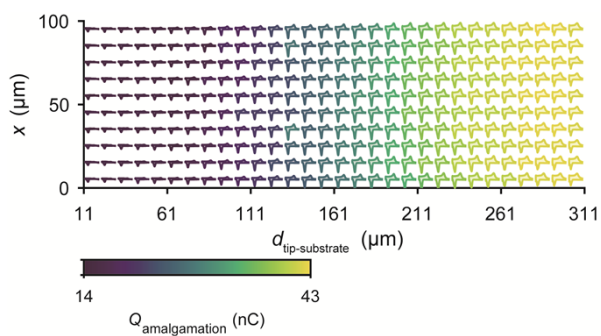 100
50
0
x (μm)
11 61 111 161 211 261 311
dtip-substrate (μm)
14 43
Qamalgamation (nC)